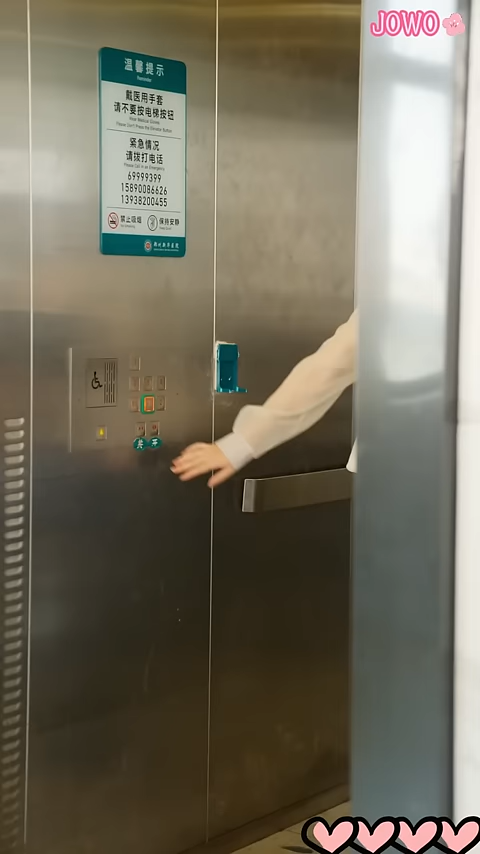 JOWO
温馨提示
Reminder
戴医用手套
请不要按电梯按钮
Wear Medical Gloves
Please Don't Press the Elevator Button
紧急情况
请拨打电话
Please Call in an Emergency
69999399
15890086626
13938200455
禁止吸烟
保持安静
关 开